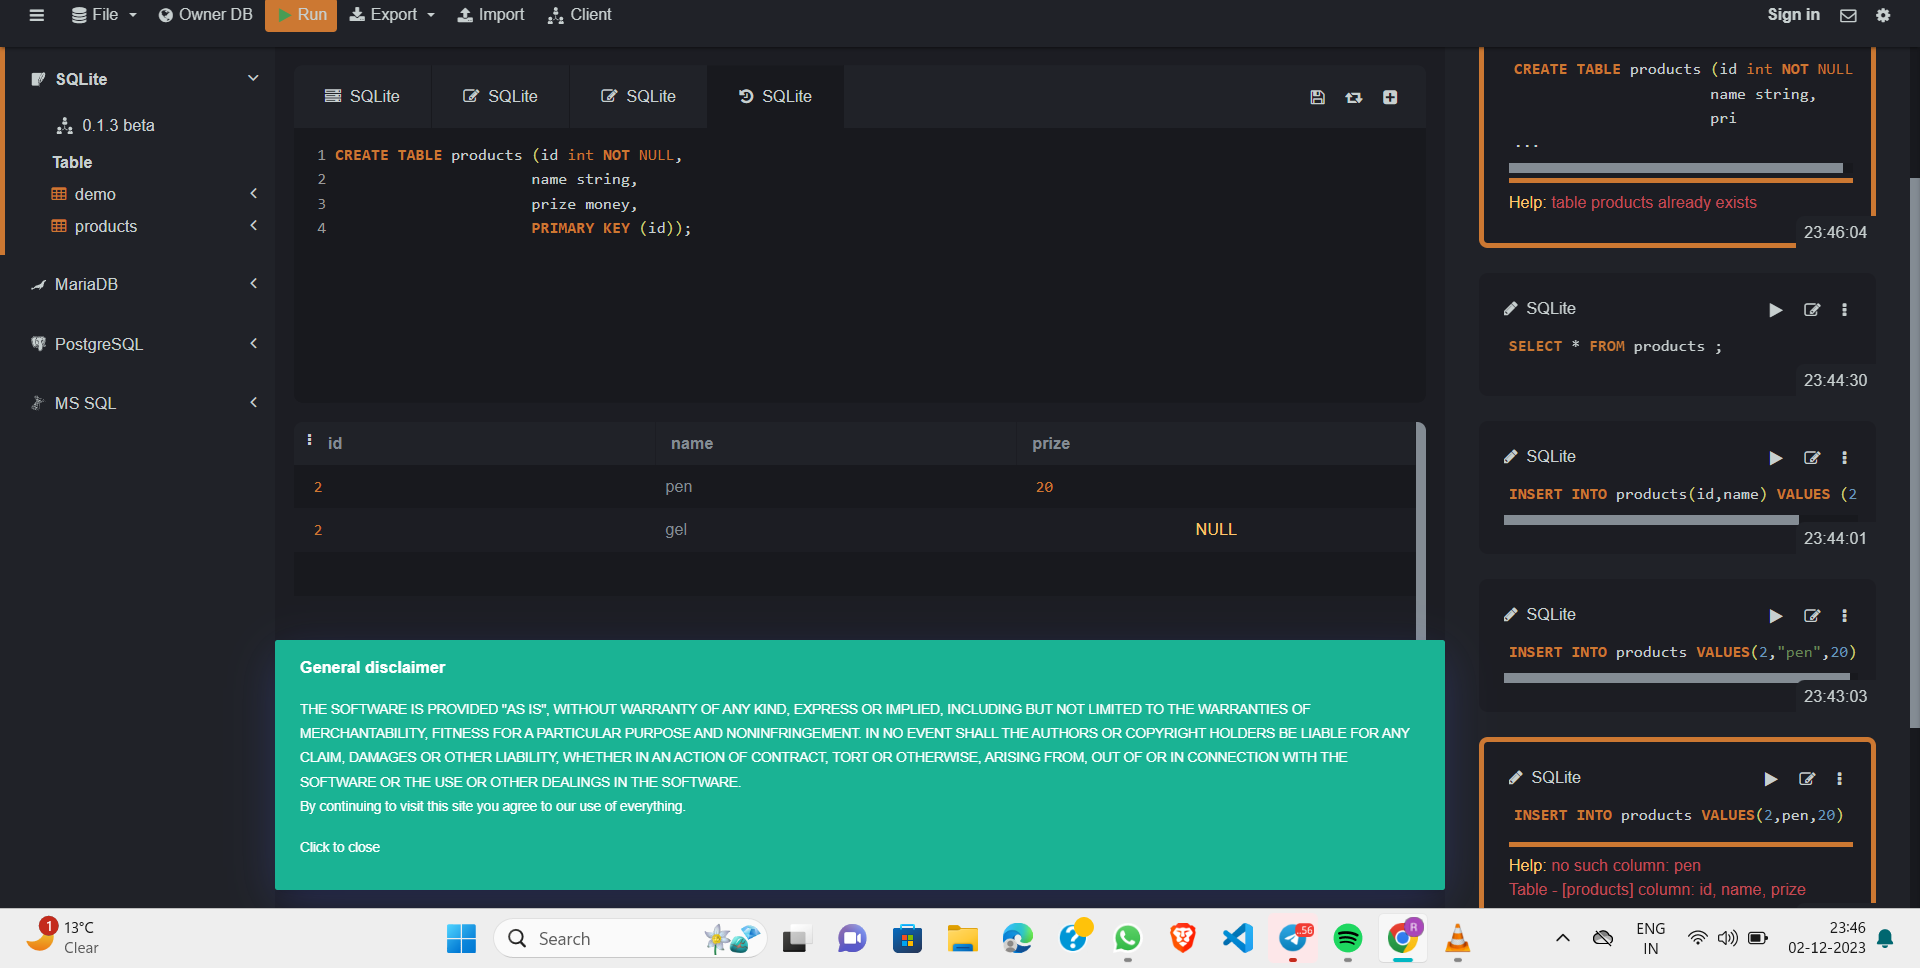 File
Owner DB
Run
Export
Import
Client
Sign in
SQLite
0.1.3 beta
Table
demo
products
MariaDB
PostgreSQL
MS SQL
SQLite
SQLite
SQLite
SQLite
1 CREATE TABLE products (id int NOT NULL,
2 name string,
3 prize money,
4 PRIMARY KEY (id));
id name prize
2 pen 20
2 gel NULL
General disclaimer
THE SOFTWARE IS PROVIDED "AS IS", WITHOUT WARRANTY OF ANY KIND, EXPRESS OR IMPLIED, INCLUDING BUT NOT LIMITED TO THE WARRANTIES OF
MERCHANTABILITY, FITNESS FOR A PARTICULAR PURPOSE AND NONINFRINGEMENT. IN NO EVENT SHALL THE AUTHORS OR COPYRIGHT HOLDERS BE LIABLE FOR ANY
CLAIM, DAMAGES OR OTHER LIABILITY, WHETHER IN AN ACTION OF CONTRACT, TORT OR OTHERWISE, ARISING FROM, OUT OF OR IN CONNECTION WITH THE
SOFTWARE OR THE USE OR OTHER DEALINGS IN THE SOFTWARE.
By continuing to visit this site you agree to our use of everything.
Click to close
CREATE TABLE products (id int NOT NULL
name string,
pri
...
Help: table products already exists
23:46:04
SQLite
SELECT * FROM products ;
23:44:30
SQLite
INSERT INTO products(id,name) VALUES (2
23:44:01
SQLite
INSERT INTO products VALUES(2,"pen",20)
23:43:03
SQLite
INSERT INTO products VALUES(2,pen,20)
Help: no such column: pen
Table - [products] column: id, name, prize
1
13°C
Clear
Search
.56
R
ENG
IN
23:46
02-12-2023